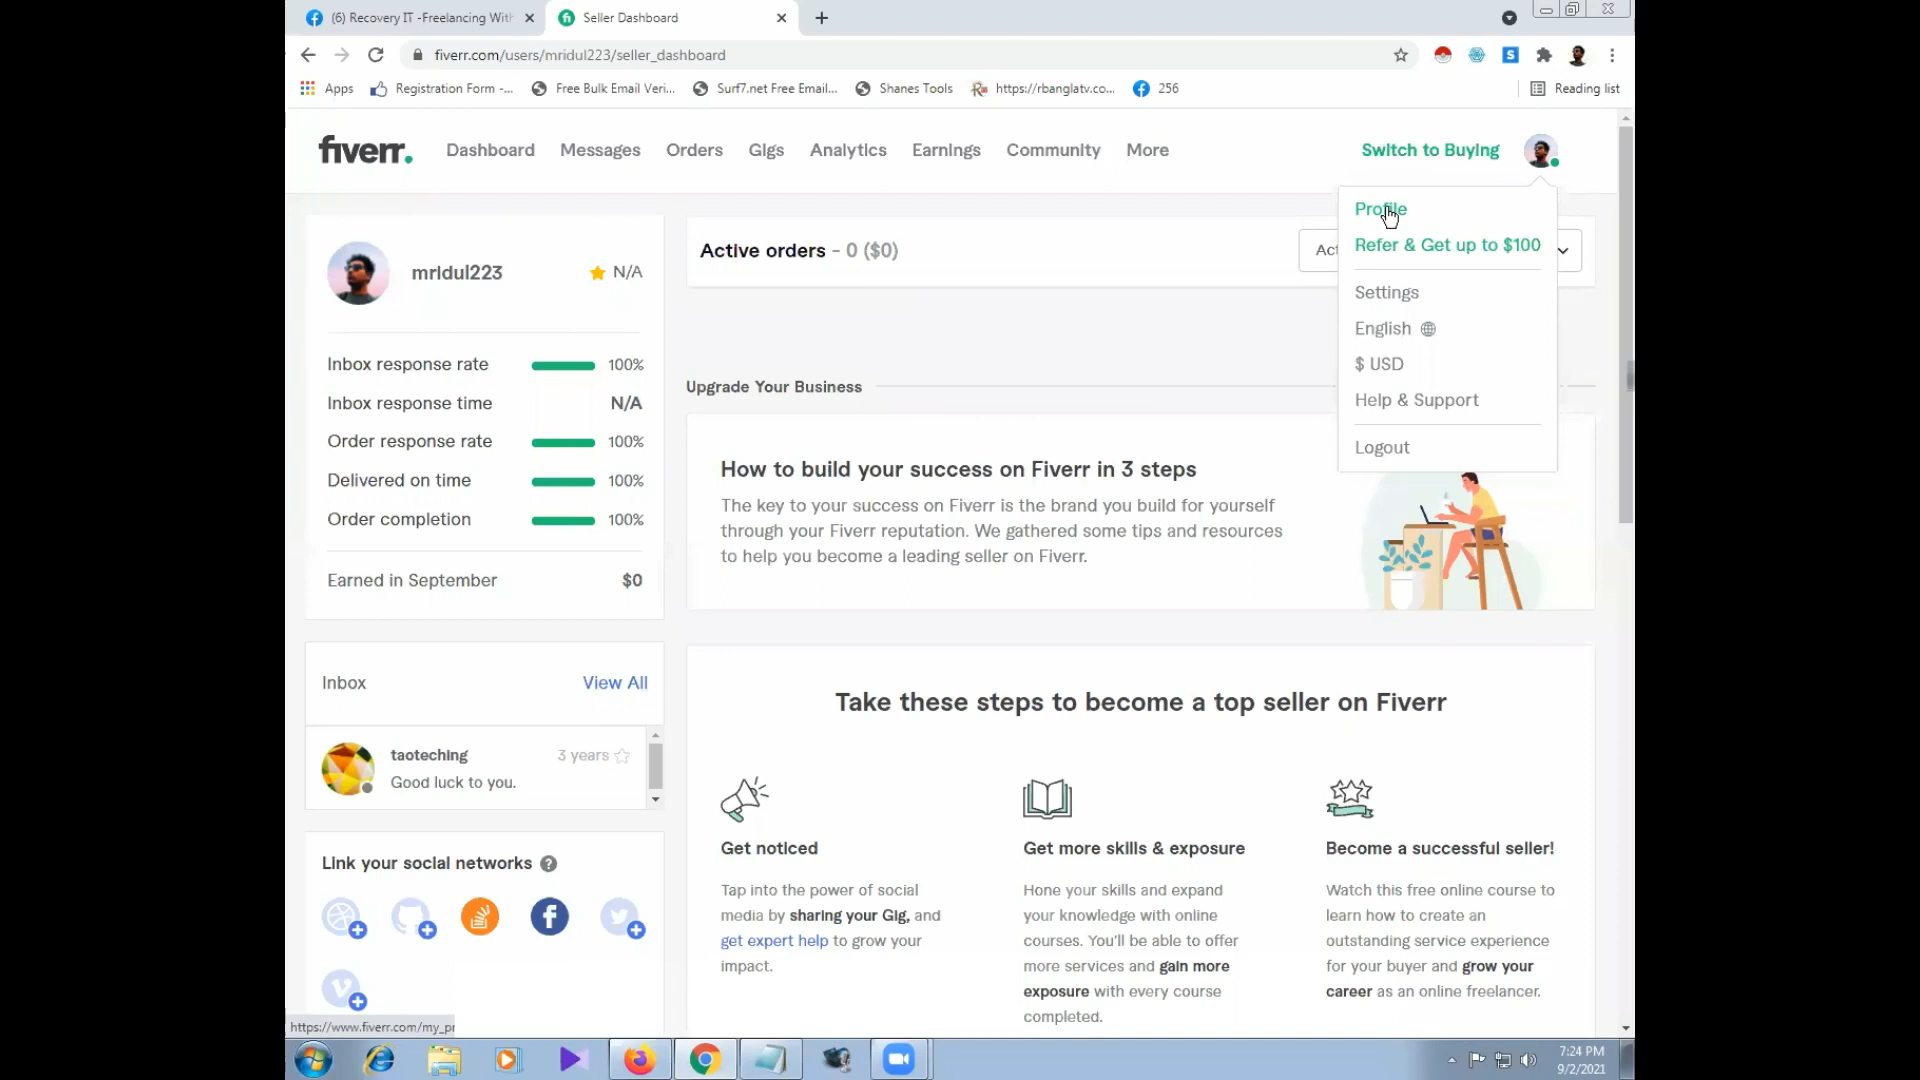 (6) Recovery IT -Freelancing With
Seller Dashboard
fiverr.com/users/mridul223/seller_dashboard
Apps
Registration Form -...
Free Bulk Email Veri...
Surf7.net Free Email...
Shanes Tools
https://rbanglatv.co...
256
Reading list
fiverr.
Dashboard
Messages
Orders
Gigs
Analytics
Earnings
Community
More
Switch to Buying
Profile
Refer & Get up to $100
Settings
English
$ USD
Help & Support
Logout
mridul223
N/A
Inbox response rate 100%
Inbox response time N/A
Order response rate 100%
Delivered on time 100%
Order completion 100%
Earned in September $0
Inbox
View All
taoteching
3 years
Good luck to you.
Link your social networks ?
Active orders - 0 ($0)
Act
Upgrade Your Business
How to build your success on Fiverr in 3 steps
The key to your success on Fiverr is the brand you build for yourself
through your Fiverr reputation. We gathered some tips and resources
to help you become a leading seller on Fiverr.
Take these steps to become a top seller on Fiverr
Get noticed
Tap into the power of social
media by sharing your Gig, and
get expert help to grow your
impact.
Get more skills & exposure
Hone your skills and expand
your knowledge with online
courses. You'll be able to offer
more services and gain more
exposure with every course
completed.
Become a successful seller!
Watch this free online course to
learn how to create an
outstanding service experience
for your buyer and grow your
career as an online freelancer.
https://www.fiverr.com/my_pr
7:24 PM
9/2/2021